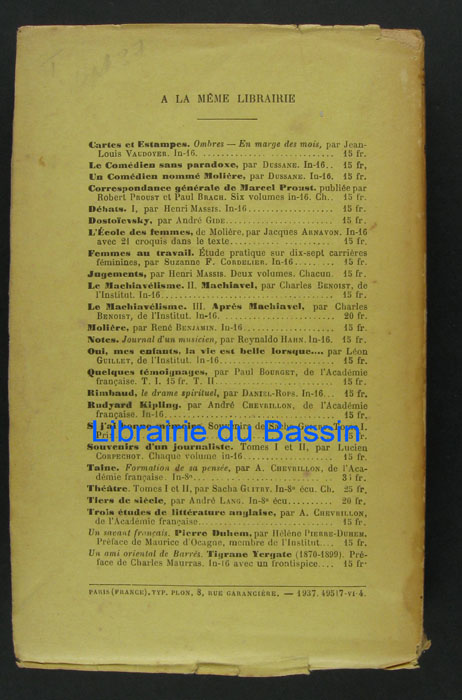 A LA MÊME LIBRAIRIE
Cartes et Estampes. Ombres — En marge des mois, par Jean-
Louis VAUDOYER. In-16. .................... 15 fr.
Le Comédien sans paradoxe, par DUSSANE. In-16.. 15 fr.
Un Comédien nommé Molière, par DUSSANE. In-16. 15 fr.
Correspondance générale de Marcel Proust, publiée par
Robert PROUST et Paul BRACH. Six volumes in-16. Ch.. 15 fr.
Débats. I, par Henri MASSIS. In-16 ............ 15 fr.
Dostoïevsky, par André GIDE.................. 15 fr.
L'École des femmes, de Molière, par Jacques ARNAVON. In-16
avec 21 croquis dans le texte.................. 15 fr.
Femmes au travail. Étude pratique sur dix-sept carrières
féminines, par Suzanne F. CORDELIER. In-16...... 15 fr.
Jugements, par Henri MASSIS. Deux volumes. Chacun. 15 fr.
Le Machiavélisme. II. Machiavel, par Charles BENOIST, de
l'Institut. In-16............................ 15 fr.
Le Machiavélisme. III. Après Machiavel, par Charles
BENOIST, de l'Institut. In-16.................. 20 fr.
Molière, par René BENJAMIN. In-16.............. 15 fr.
Notes. Journal d'un musicien, par Reynaldo HAHN. In-16. 15 fr.
Oui, mes enfants, la vie est belle lorsque.... par Léon
GUILLET, de l'Institut. In-16.................. 15 fr.
Quelques témoignages, par Paul BOURGET, de l'Académie
française. T. I. 15 fr. T. II.................. 15 fr.
Rimbaud, le drame spirituel, par DANIEL-ROPS. In-16... 15 fr.
Rudyard Kipling, par André CHEVRILLON, de l'Académie
française. In-16............................ 15 fr.
Si j'ai bonne mémoire. Souvenirs de Sacha GUITRY. Tome I.
Librairie du Bassin
Souvenirs d'un journaliste. Tomes I et II, par Lucien
CORPECHOT. Chaque volume in-16.............. 15 fr.
Taine. Formation de sa pensée, par A. CHEVRILLON, de l'Aca-
démie française. In-8°........................ fr.
Théâtre. Tomes I et II, par Sacha GUITRY. In-8° écu. Ch. 25 fr.
Tiers de siècle, par André LANG. In-8° écu........ 20 fr.
Trois études de littérature anglaise, par A. CHEVRILLON,
de l'Académie française...................... 15 fr.
Un savant français. Pierre Duhem, par Hélène PIERRE-DUHEM.
Préface de Maurice d'Ocagne, membre de l'Institut.... 15 fr.
Un ami oriental de Barrès. Tigrane Yergate (1870-1899). Pré-
face de Charles Maurras. In-16 avec un frontispice.... 15 fr.
PARIS (FRANCE), TYP. PLON, 8, RUE GARANCIÈRE. — 1937. 49517-VI-4.